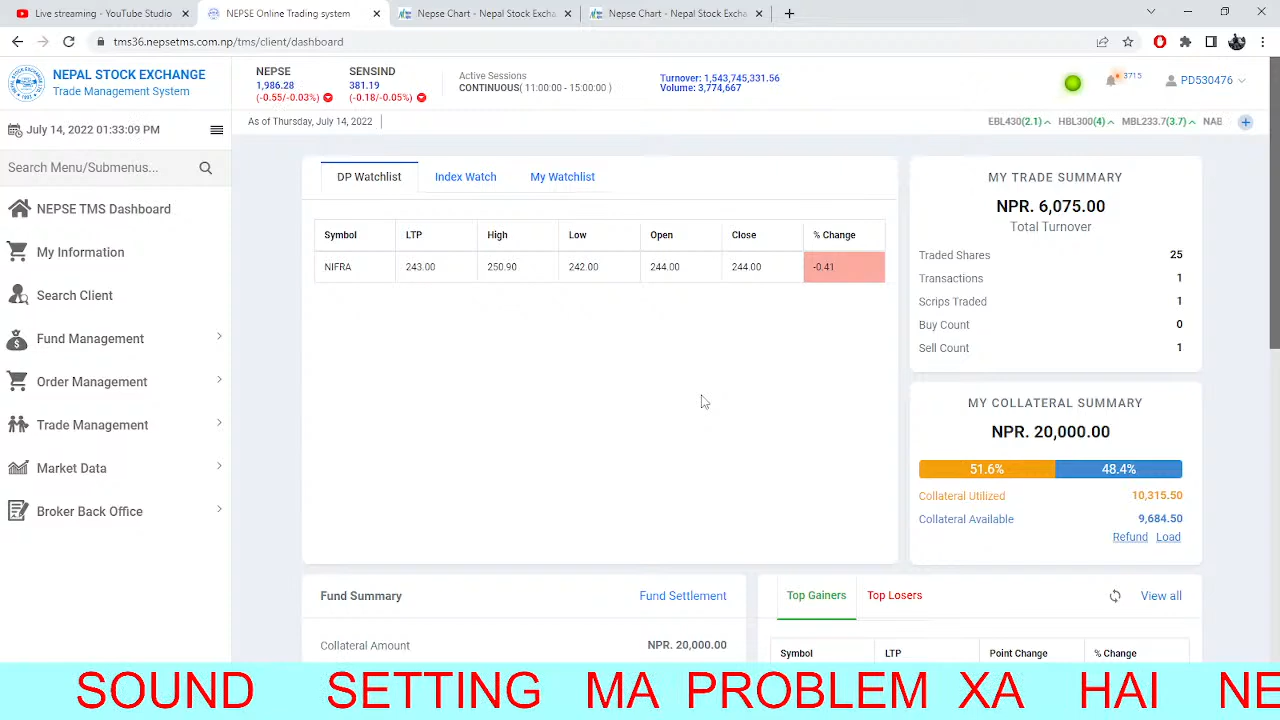 Live streaming - YouTube Studio
NEPSE Online Trading system
Nepse Chart - Nepal Stock Excha
Nepse Chart - Nepal Stock Excha
tms36.nepsetms.com.np/tms/client/dashboard
NEPAL STOCK EXCHANGE
Trade Management System
NEPSE
1,986.28
(-0.55/-0.03%)
SENSIND
381.19
(-0.18/-0.05%)
Active Sessions
CONTINUOUS( 11:00:00 - 15:00:00 )
Turnover: 1,543,745,331.56
Volume: 3,774,667
3715
PD530476
July 14, 2022 01:33:09 PM
As of Thursday, July 14, 2022
EBL430(2.1) HBL300(4) MBL233.7(3.7) NAB
Search Menu/Submenus...
NEPSE TMS Dashboard
My Information
Search Client
Fund Management
Order Management
Trade Management
Market Data
Broker Back Office
DP Watchlist Index Watch My Watchlist
Symbol LTP High Low Open Close % Change
NIFRA 243.00 250.90 242.00 244.00 244.00 -0.41
MY TRADE SUMMARY
NPR. 6,075.00
Total Turnover
Traded Shares 25
Transactions 1
Scrips Traded 1
Buy Count 0
Sell Count 1
MY COLLATERAL SUMMARY
NPR. 20,000.00
51.6% 48.4%
Collateral Utilized 10,315.50
Collateral Available 9,684.50
Refund Load
Fund Summary Fund Settlement
Collateral Amount NPR. 20,000.00
Top Gainers Top Losers View all
Symbol LTP Point Change % Change
SOUND SETTING MA PROBLEM XA HAI NE